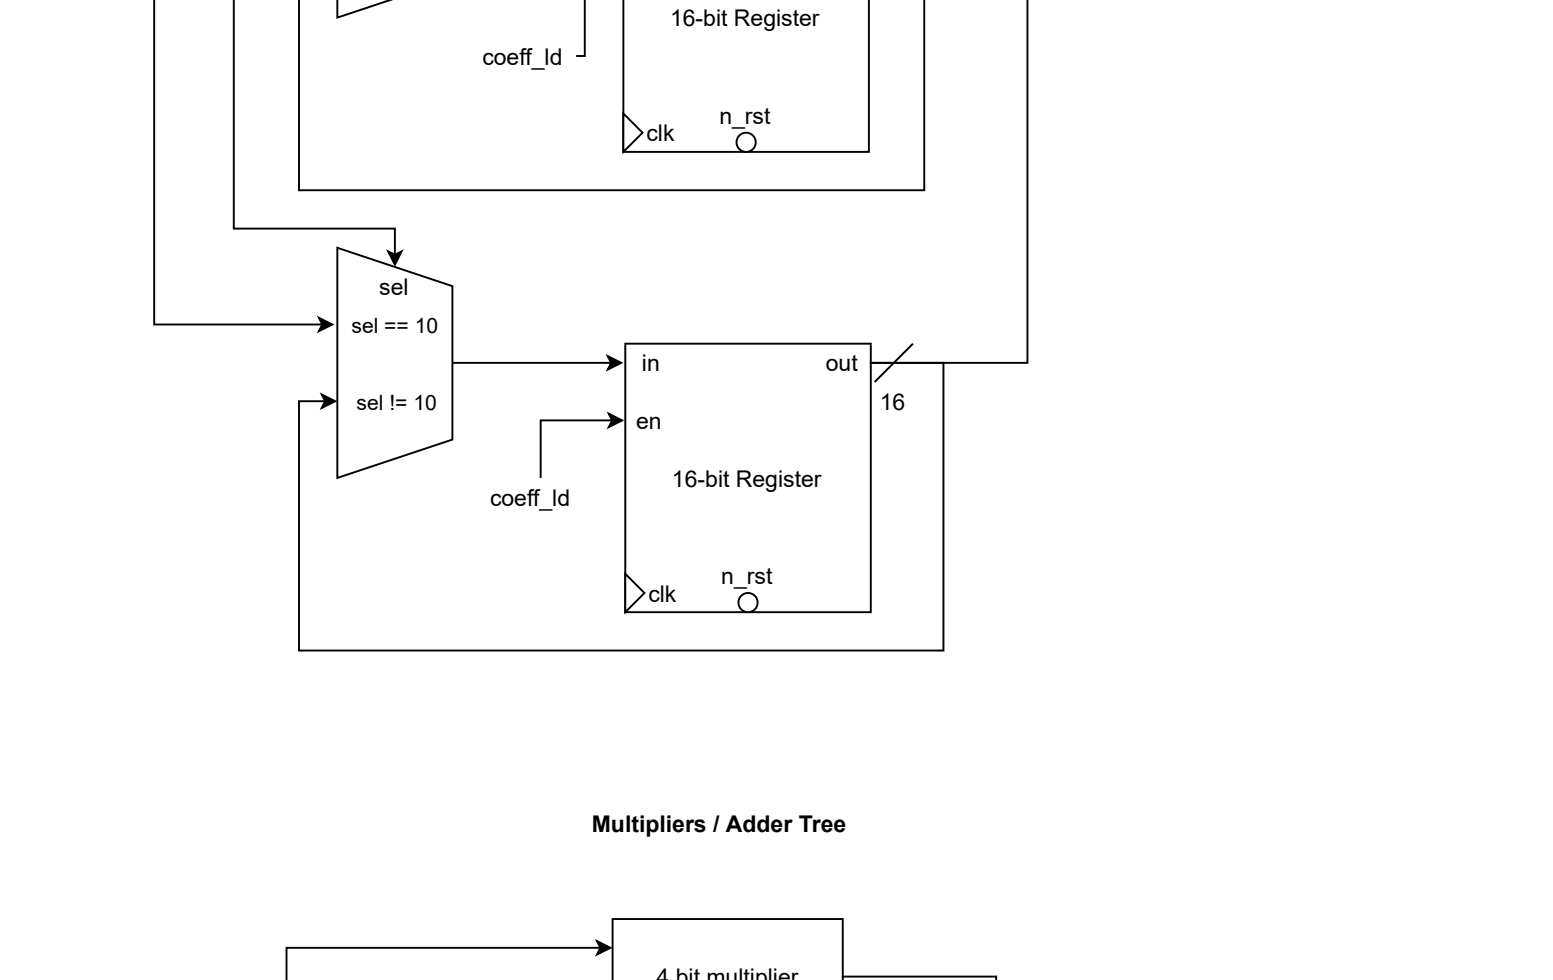 16-bit Register
coeff_ld
n_rst
clk
sel
sel == 10
in
out
sel != 10
16
en
16-bit Register
coeff_ld
n_rst
clk
Multipliers / Adder Tree
4 bit multiplier